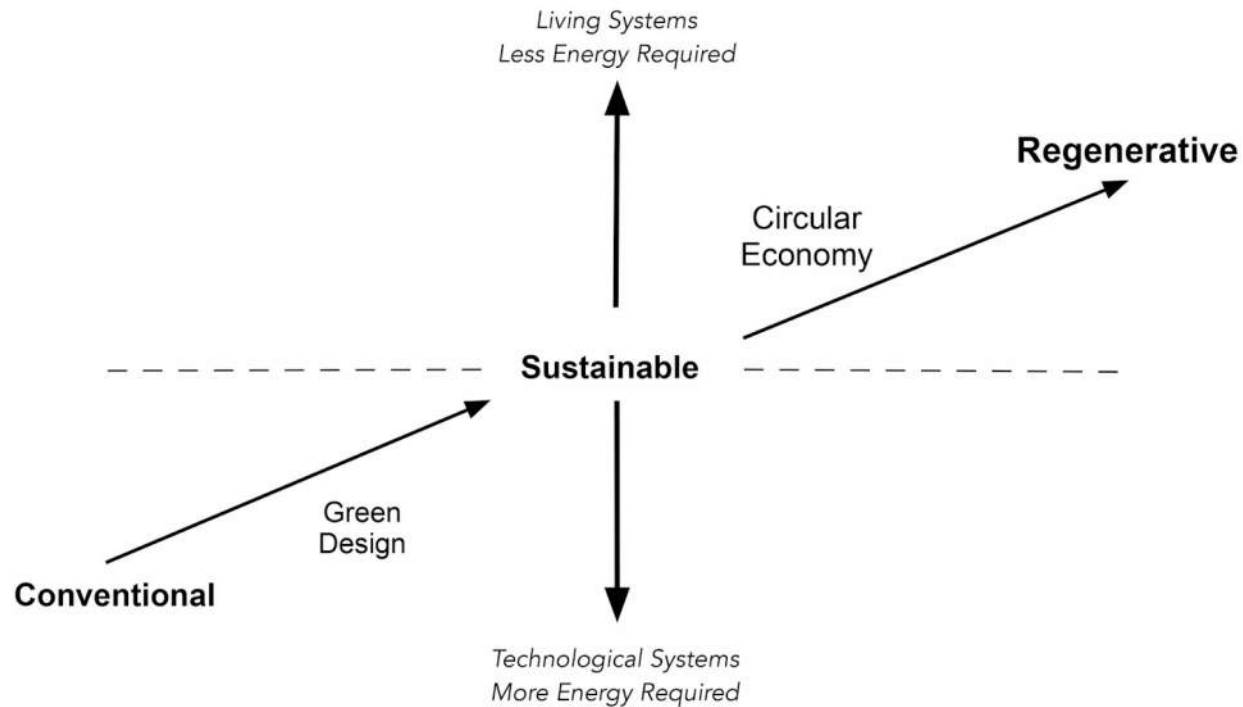 Living Systems
Less Energy Required
Regenerative
Circular
Economy
Sustainable
Green
Design
Conventional
Technological Systems
More Energy Required